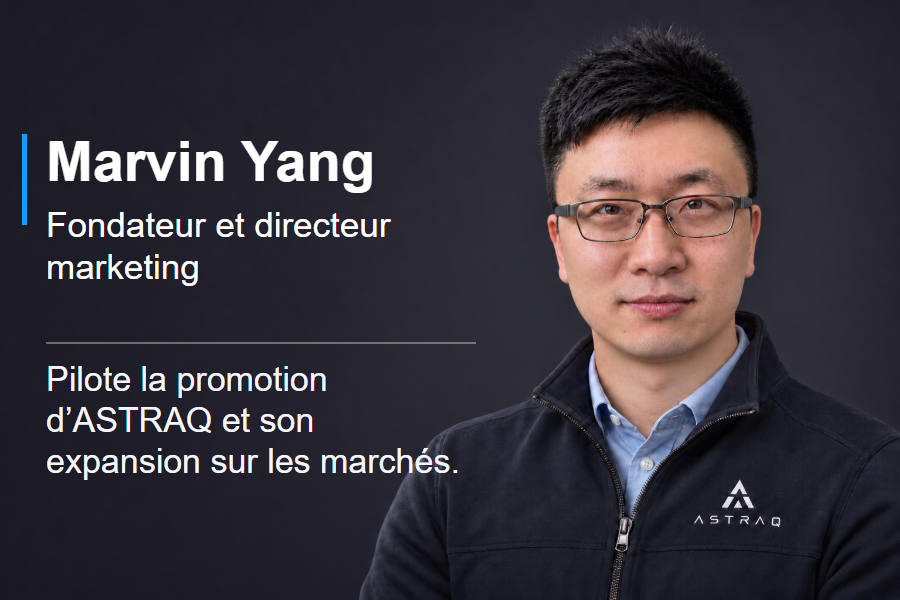 Marvin Yang
Fondateur et directeur
marketing
Pilote la promotion
d’ASTRAQ et son
expansion sur les marchés.
ASTRAQ